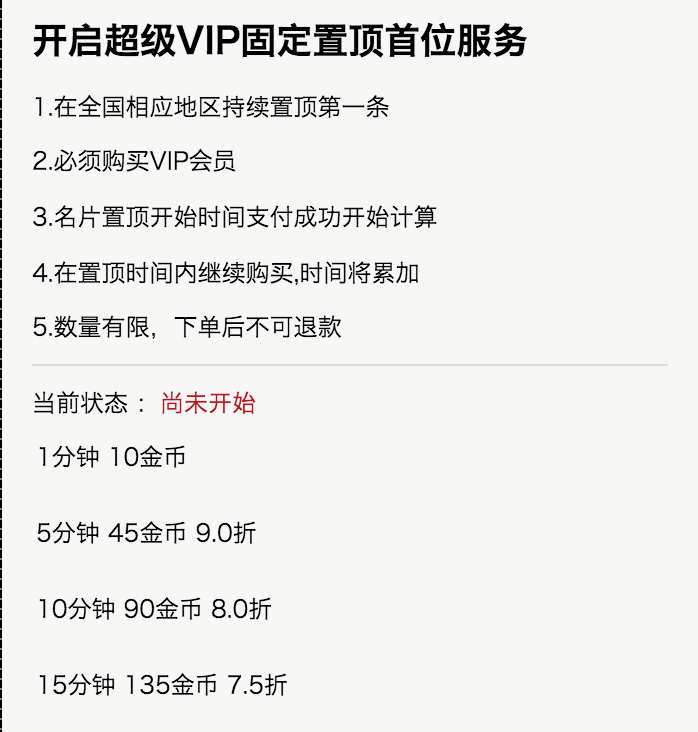 开启超级VIP固定置顶首位服务
1.在全国相应地区持续置顶第一条
2.必须购买VIP会员
3.名片置顶开始时间支付成功开始计算
4.在置顶时间内继续购买,时间将累加
5.数量有限，下单后不可退款
当前状态 ：尚未开始
1分钟 10金币
5分钟 45金币 9.0折
10分钟 90金币 8.0折
15分钟 135金币 7.5折